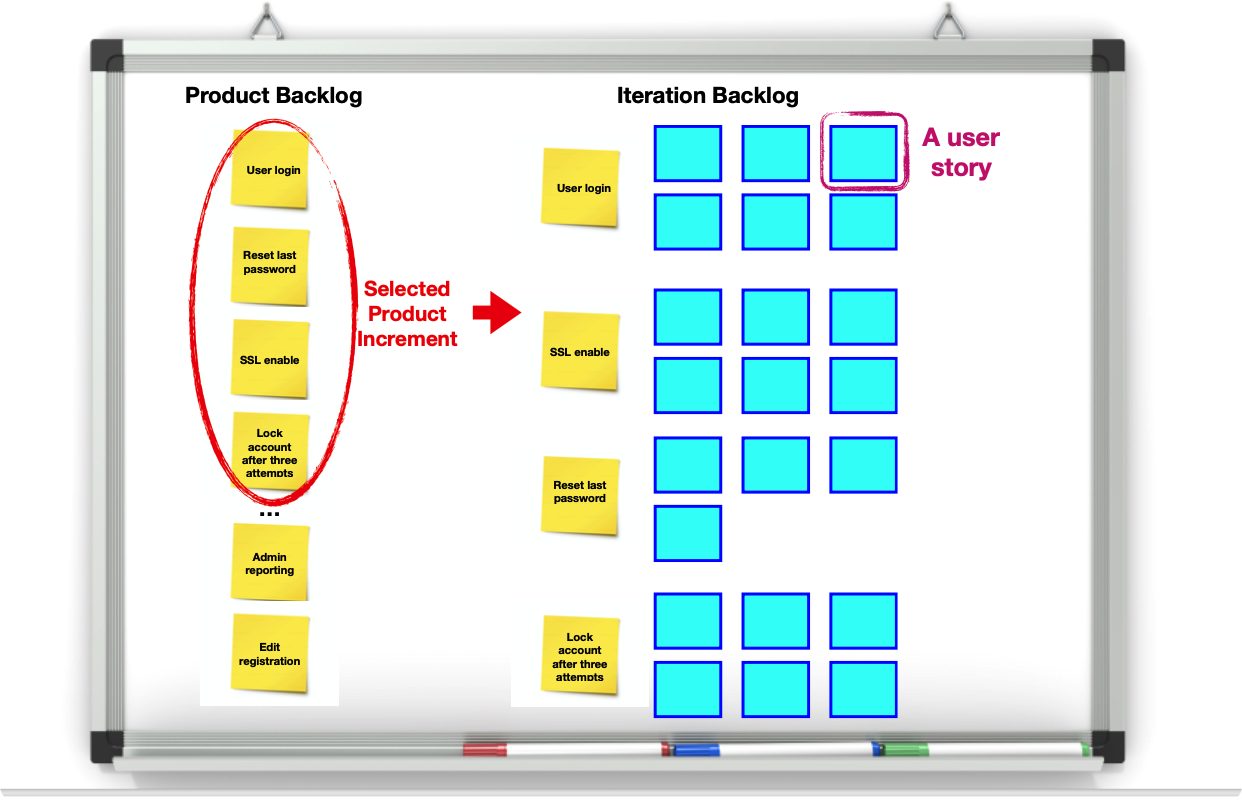 Product Backlog
User login
Reset last
password
SSL enable
Lock
account
after three
attempts
...
Admin
reporting
Edit
registration
Selected
Product
Increment
Iteration Backlog
User login
SSL enable
Reset last
password
Lock
account
after three
attempts
A user
story